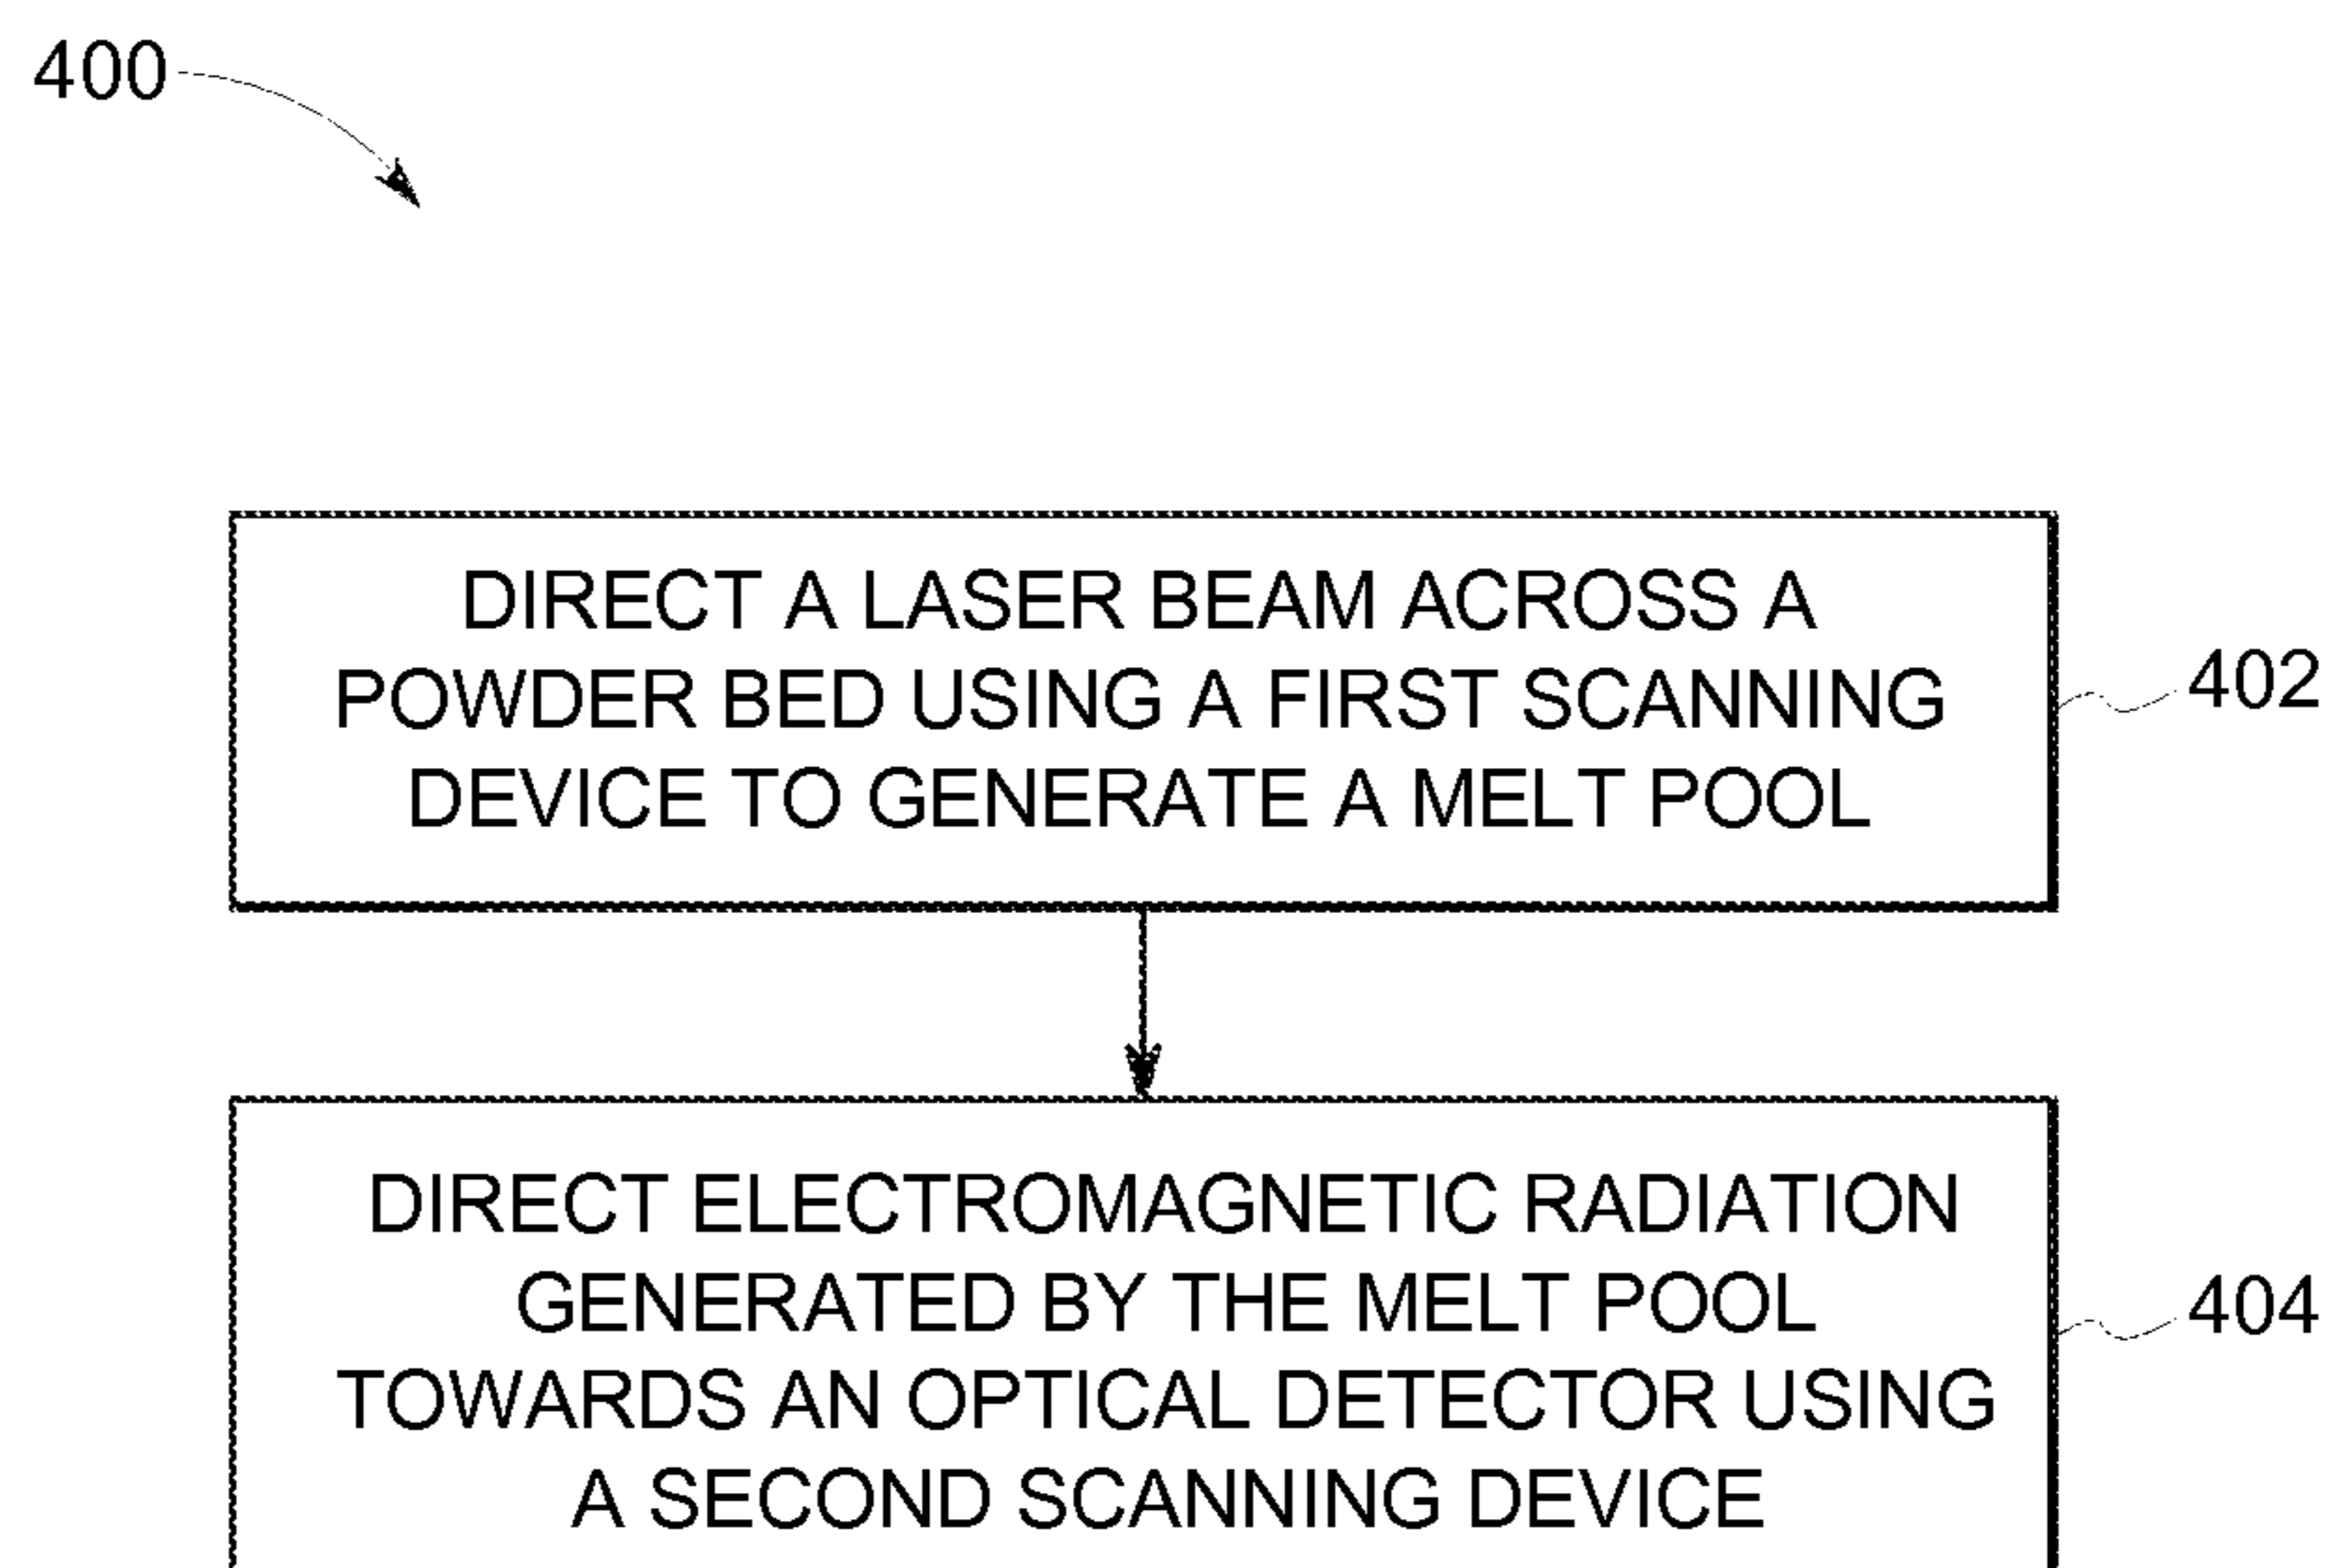 400
DIRECT A LASER BEAM ACROSS A
POWDER BED USING A FIRST SCANNING
DEVICE TO GENERATE A MELT POOL
402
DIRECT ELECTROMAGNETIC RADIATION
GENERATED BY THE MELT POOL
TOWARDS AN OPTICAL DETECTOR USING
A SECOND SCANNING DEVICE
404